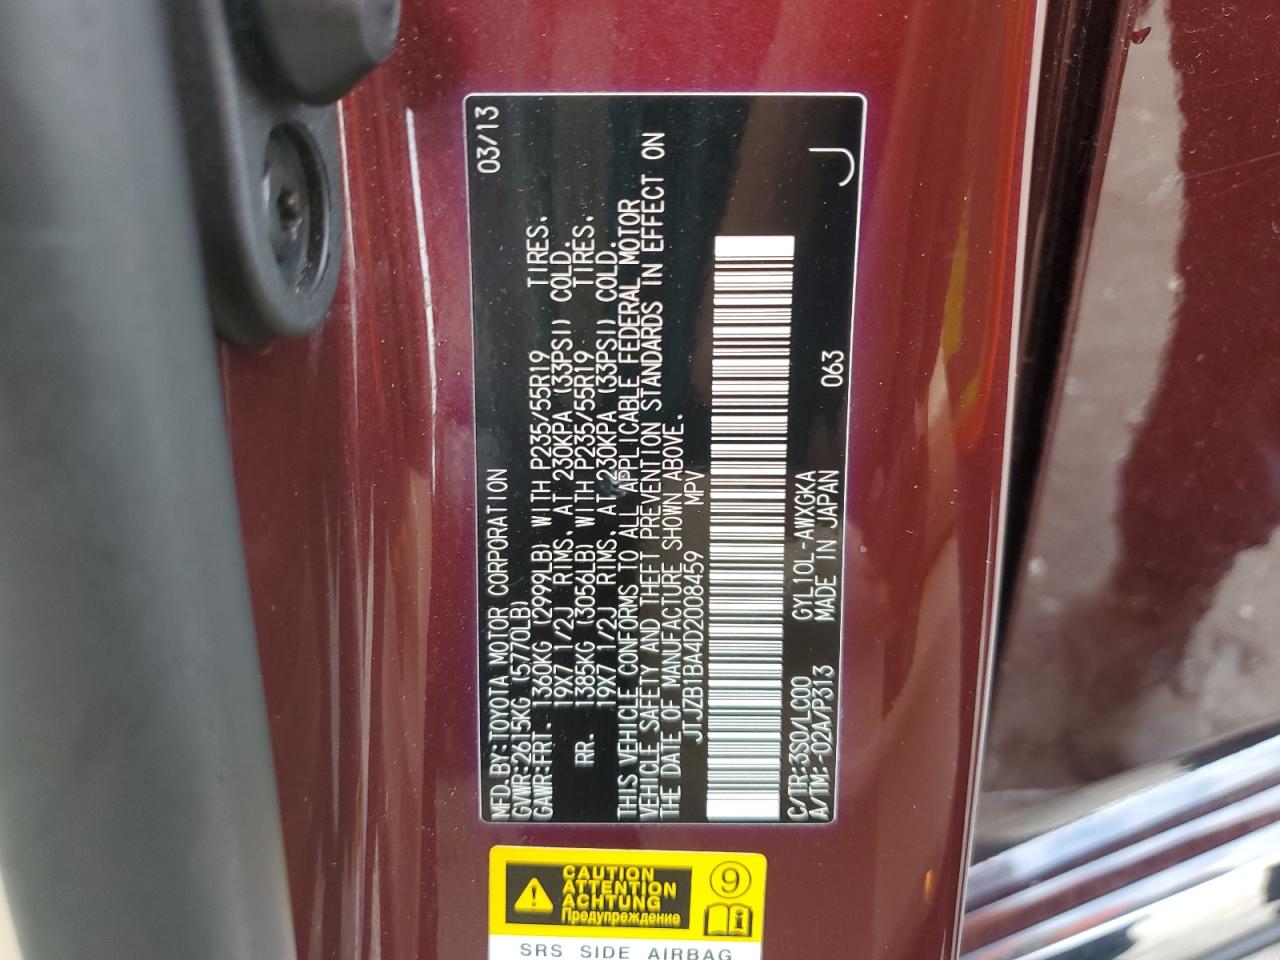 MFD.BY:TOYOTA MOTOR CORPORATION 03/13
GVWR:2615KG (5770LB)
GAWR:FRT. 1360KG (2999LB) WITH P235/55R19 TIRES.
19X7 1/2J RIMS, AT 230KPA (33PSI) COLD.
RR. 1385KG (3056LB) WITH P235/55R19 TIRES.
19X7 1/2J RIMS, AT 230KPA (33PSI) COLD.
THIS VEHICLE CONFORMS TO ALL APPLICABLE FEDERAL MOTOR
VEHICLE SAFETY AND THEFT PREVENTION STANDARDS IN EFFECT ON
THE DATE OF MANUFACTURE SHOWN ABOVE.
JTJZB1BA4D2008459 MPV
C/TR:3S0/LC00 GYL10L-AWXGKA 063
A/TM:-02A/P313 MADE IN JAPAN J
CAUTION
ATTENTION
ACHTUNG
Предупреждение
9
SRS SIDE AIRBAG